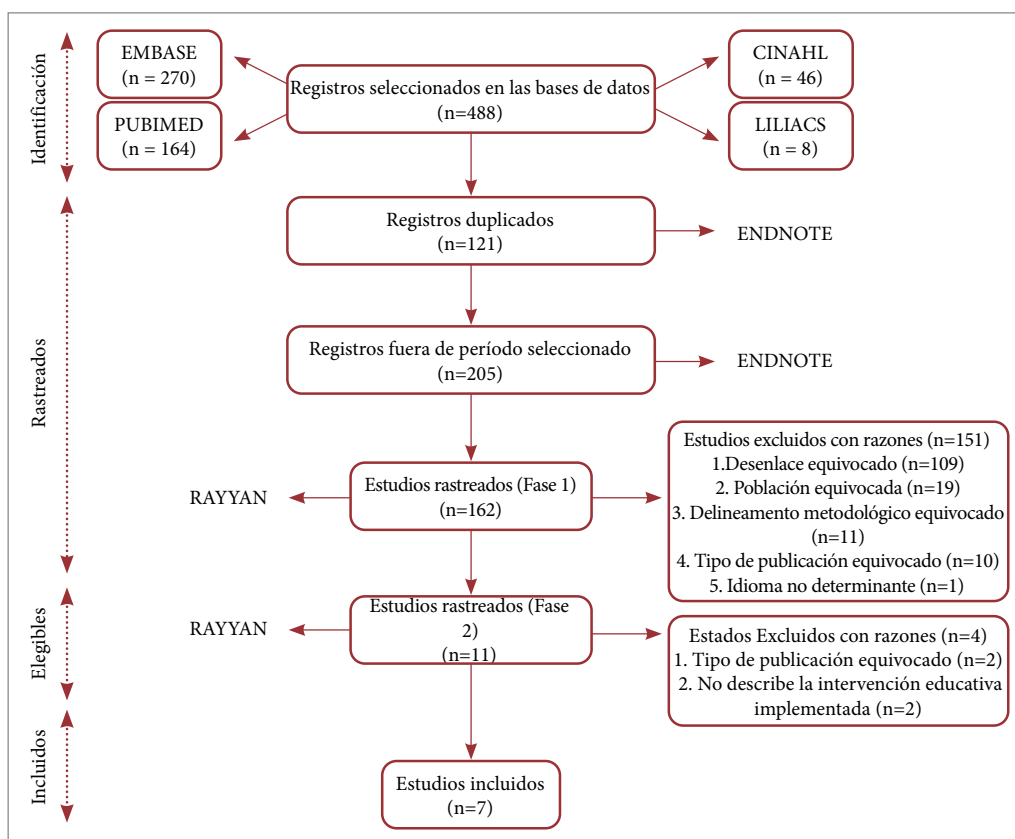 Identificación
EMBASE
(n = 270)
PUBIMED
(n = 164)
Registros seleccionados en las bases de datos
(n=488)
CINAHL
(n = 46)
LILIACS
(n = 8)
Rastreados
Registros duplicados
(n=121)
ENDNOTE
Registros fuera de período seleccionado
(n=205)
ENDNOTE
RAYYAN
Estudios rastreados (Fase 1)
(n=162)
Estudios excluidos con razones (n=151)
1.Desenlace equivocado (n=109)
2. Población equivocada (n=19)
3. Delineamento metodológico equivocado
(n=11)
4. Tipo de publicación equivocado (n=10)
5. Idioma no determinante (n=1)
Elegibles
RAYYAN
Estudios rastreados (Fase
2)
(n=11)
Estados Excluidos con razones (n=4)
1. Tipo de publicación equivocado (n=2)
2. No describe la intervención educativa
implementada (n=2)
Incluidos
Estudios incluidos
(n=7)